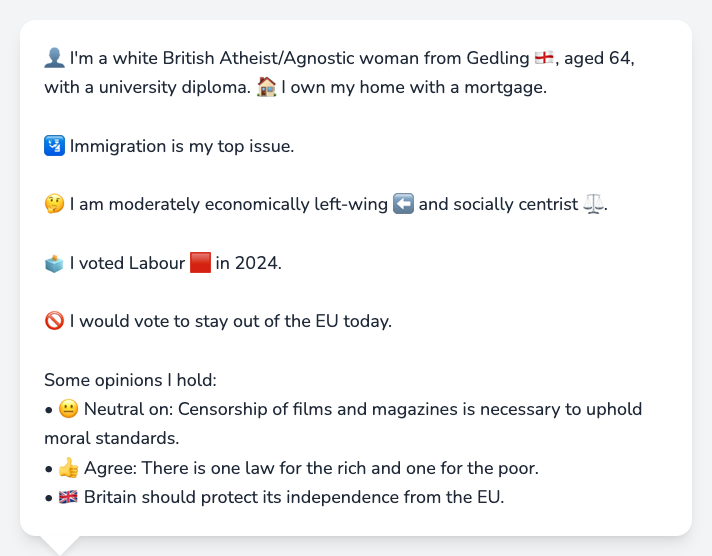 👤 I'm a white British Atheist/Agnostic woman from Gedling 🏴󠁧󠁢󠁥󠁮󠁧󠁿, aged 64,
with a university diploma. 🏠 I own my home with a mortgage.
🛂 Immigration is my top issue.
🤔 I am moderately economically left-wing ⬅️ and socially centrist ⚖️.
🗳️ I voted Labour 🟥 in 2024.
🚫 I would vote to stay out of the EU today.
Some opinions I hold:
• 😐 Neutral on: Censorship of films and magazines is necessary to uphold
moral standards.
• 👍 Agree: There is one law for the rich and one for the poor.
• 🇬🇧 Britain should protect its independence from the EU.